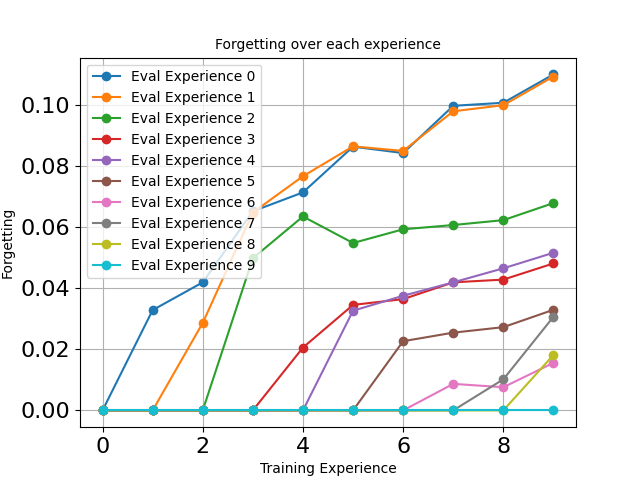 Forgetting over each experience
Eval Experience 0
Eval Experience 1
Eval Experience 2
Eval Experience 3
Eval Experience 4
Eval Experience 5
Eval Experience 6
Eval Experience 7
Eval Experience 8
Eval Experience 9
Forgetting
0.10
0.08
0.06
0.04
0.02
0.00
0 2 4 6 8
Training Experience